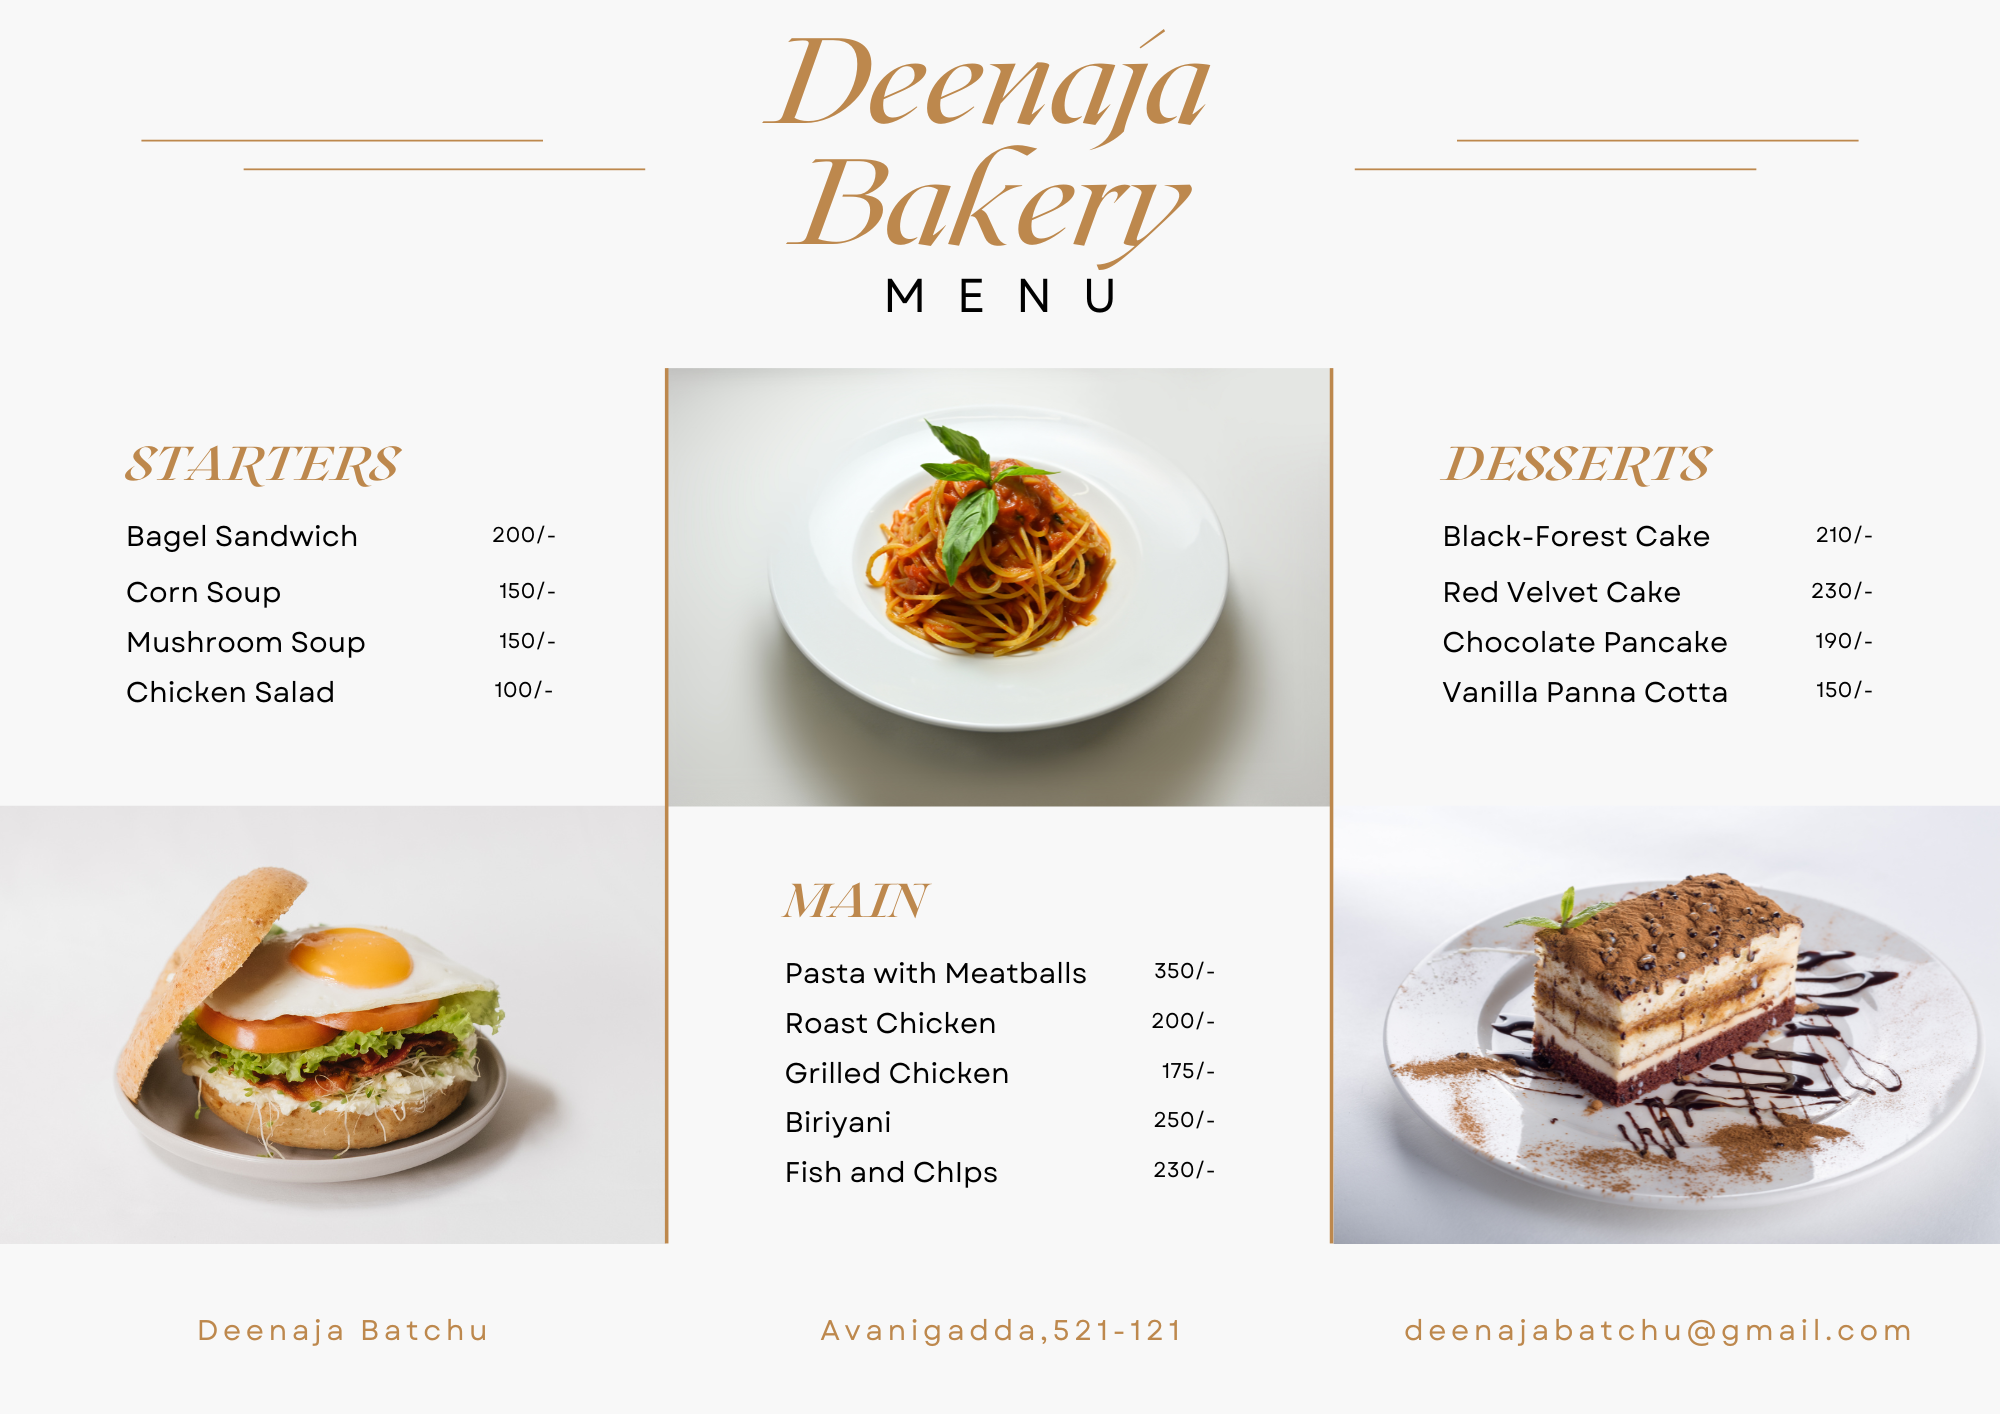 Deenaja
Bakery
MENU
STARTERS
Bagel Sandwich 200/-
Corn Soup 150/-
Mushroom Soup 150/-
Chicken Salad 100/-
DESSERTS
Black-Forest Cake 210/-
Red Velvet Cake 230/-
Chocolate Pancake 190/-
Vanilla Panna Cotta 150/-
MAIN
Pasta with Meatballs 350/-
Roast Chicken 200/-
Grilled Chicken 175/-
Biriyani 250/-
Fish and ChIps 230/-
Deenaja Batchu
Avanigadda,521-121
deenajabatchu@gmail.com